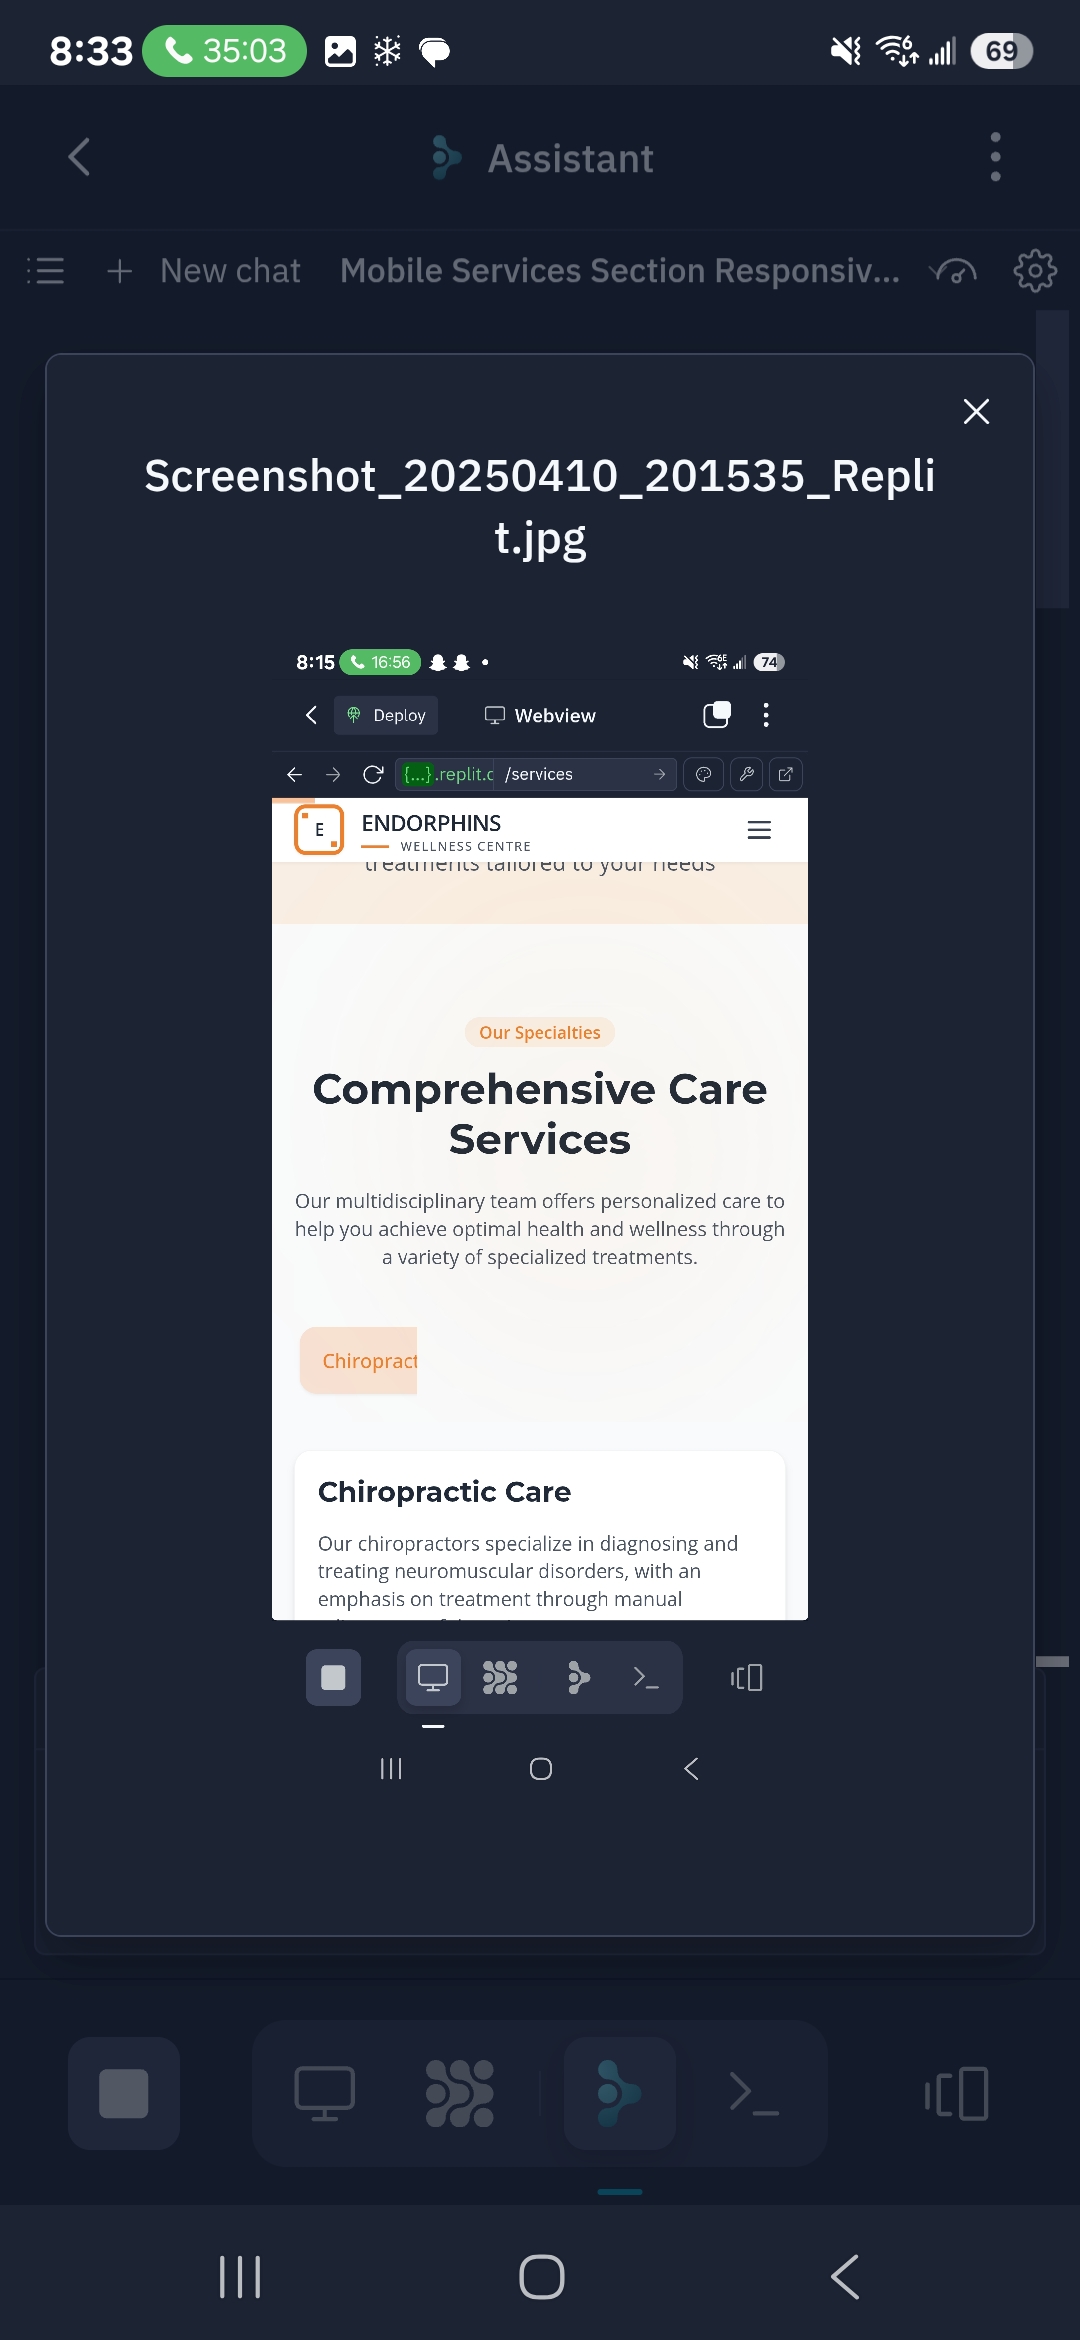 8:33 35:03 69
Assistant
New chat Mobile Services Section Responsiv...
Screenshot_20250410_201535_Repli
t.jpg
8:15 16:56 74
Deploy Webview
{...}.replit.c /services
E ENDORPHINS
WELLNESS CENTRE
treatments tailored to your needs
Our Specialties
Comprehensive Care
Services
Our multidisciplinary team offers personalized care to
help you achieve optimal health and wellness through
a variety of specialized treatments.
Chiropract
Chiropractic Care
Our chiropractors specialize in diagnosing and
treating neuromuscular disorders, with an
emphasis on treatment through manual